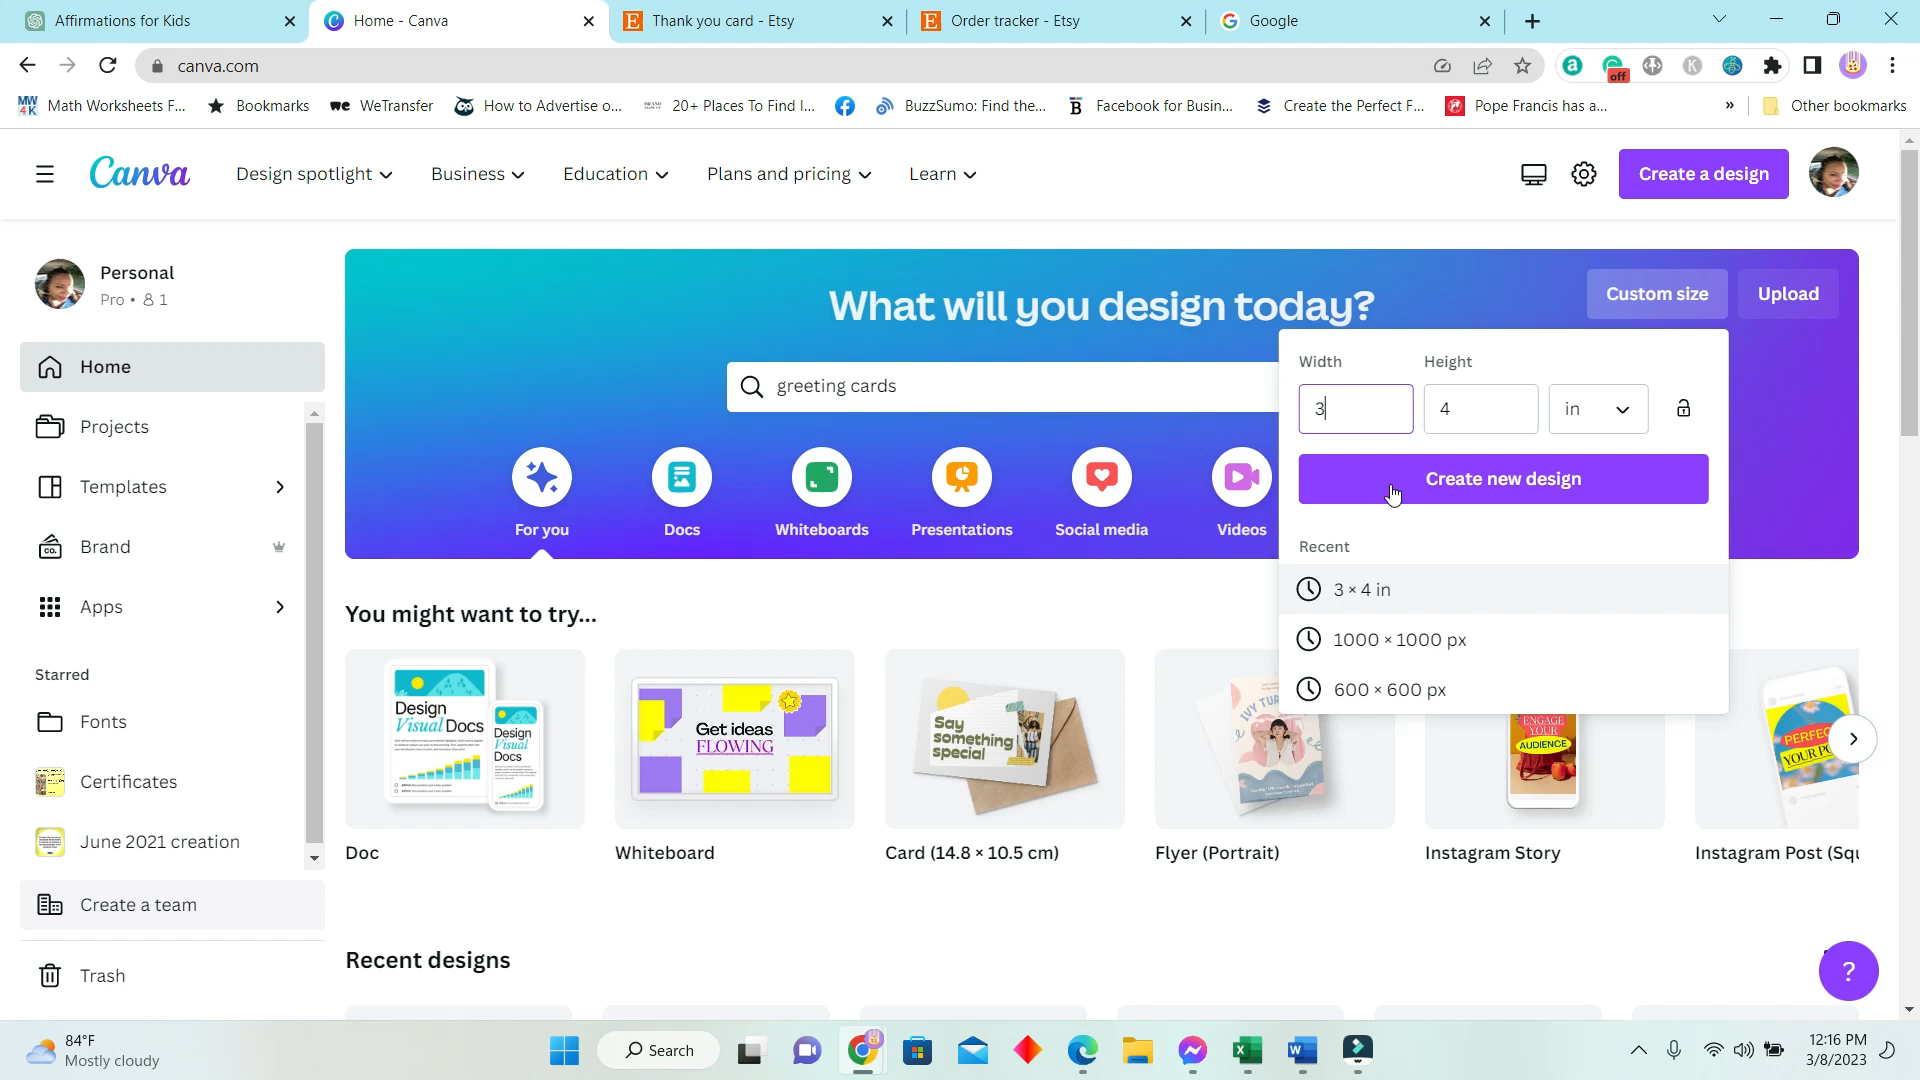 Affirmations for Kids
Home - Canva
Thank you card - Etsy
Order tracker - Etsy
Google
canva.com
off
Math Worksheets F...
Bookmarks
WeTransfer
How to Advertise o...
20+ Places To Find I...
BuzzSumo: Find the...
Facebook for Busin...
Create the Perfect F...
Pope Francis has a...
Other bookmarks
Canva
Design spotlight
Business
Education
Plans and pricing
Learn
Create a design
Personal
Pro • 1
What will you design today?
Custom size
Upload
Width
Height
greeting cards
3
4
in
Create new design
For you
Docs
Whiteboards
Presentations
Social media
Videos
Recent
3 × 4 in
1000 × 1000 px
600 × 600 px
Home
Projects
Templates
Brand
Apps
Starred
Fonts
Certificates
June 2021 creation
Create a team
Trash
You might want to try...
Design
Visual Docs
Design
Visual
Docs
Get ideas
FLOWING
Say
something
special
ENGAGE
YOUR
AUDIENCE
Doc
Whiteboard
Card (14.8 × 10.5 cm)
Flyer (Portrait)
Instagram Story
Instagram Post (Squ
Recent designs
?
84°F
Mostly cloudy
Search
12:16 PM
3/8/2023